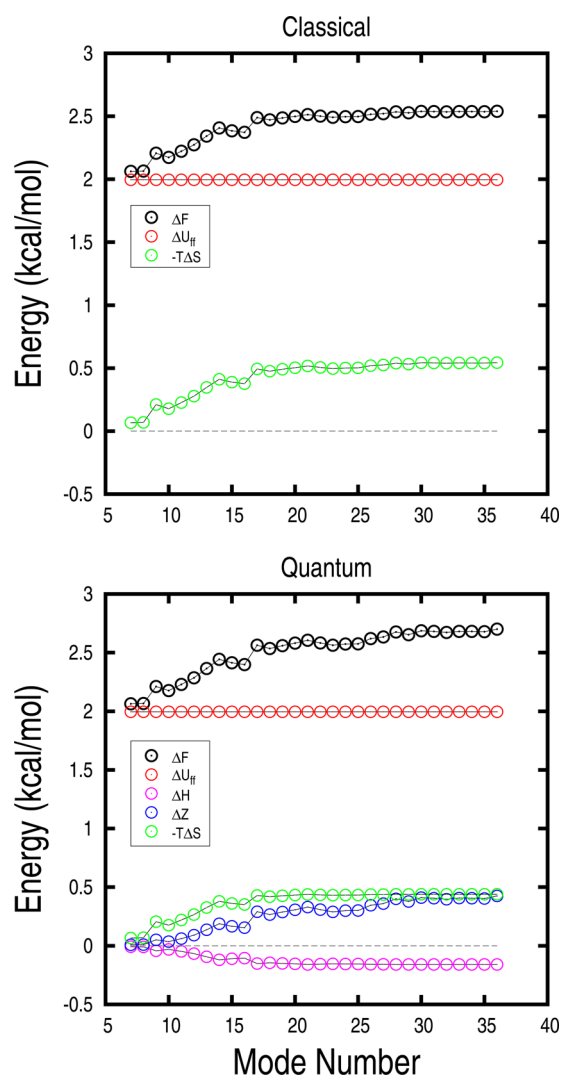 Classical
3
2.5
2
1.5
1
0.5
0
-0.5
Energy (kcal/mol)
ΔF
ΔU_ff
-TΔS
5 10 15 20 25 30 35 40
Quantum
3
2.5
2
1.5
1
0.5
0
-0.5
Energy (kcal/mol)
ΔF
ΔU_ff
ΔH
ΔZ
-TΔS
5 10 15 20 25 30 35 40
Mode Number